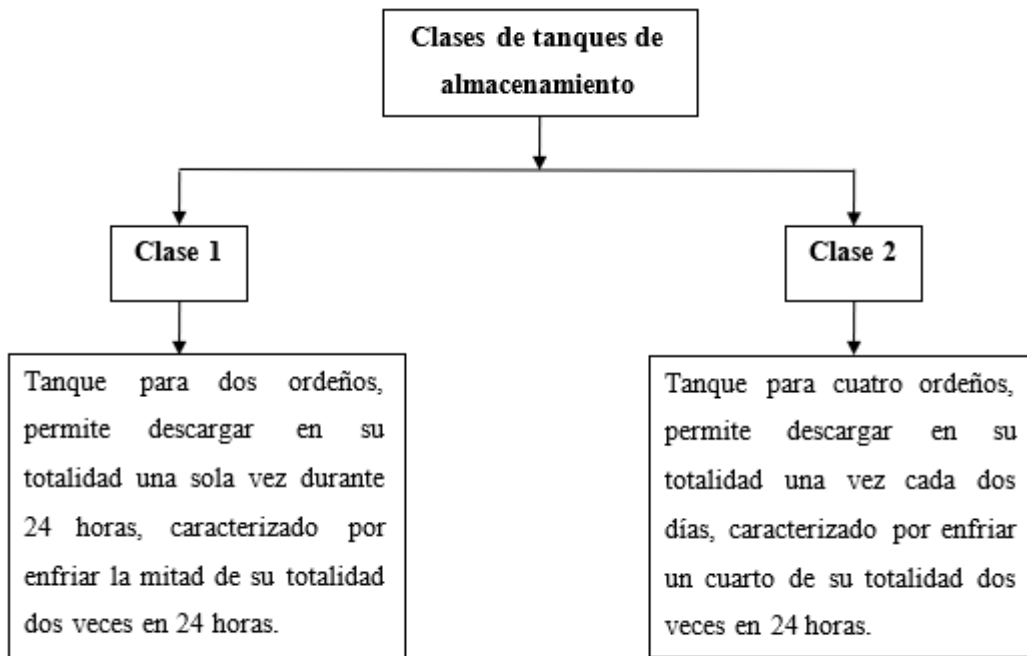 Clases de tanques de
almacenamiento
Clase 1
Clase 2
Tanque para dos ordeños,
permite descargar en su
totalidad una sola vez durante
24 horas, caracterizado por
enfriar la mitad de su totalidad
dos veces en 24 horas.
Tanque para cuatro ordeños,
permite descargar en su
totalidad una vez cada dos
días, caracterizado por enfriar
un cuarto de su totalidad dos
veces en 24 horas.